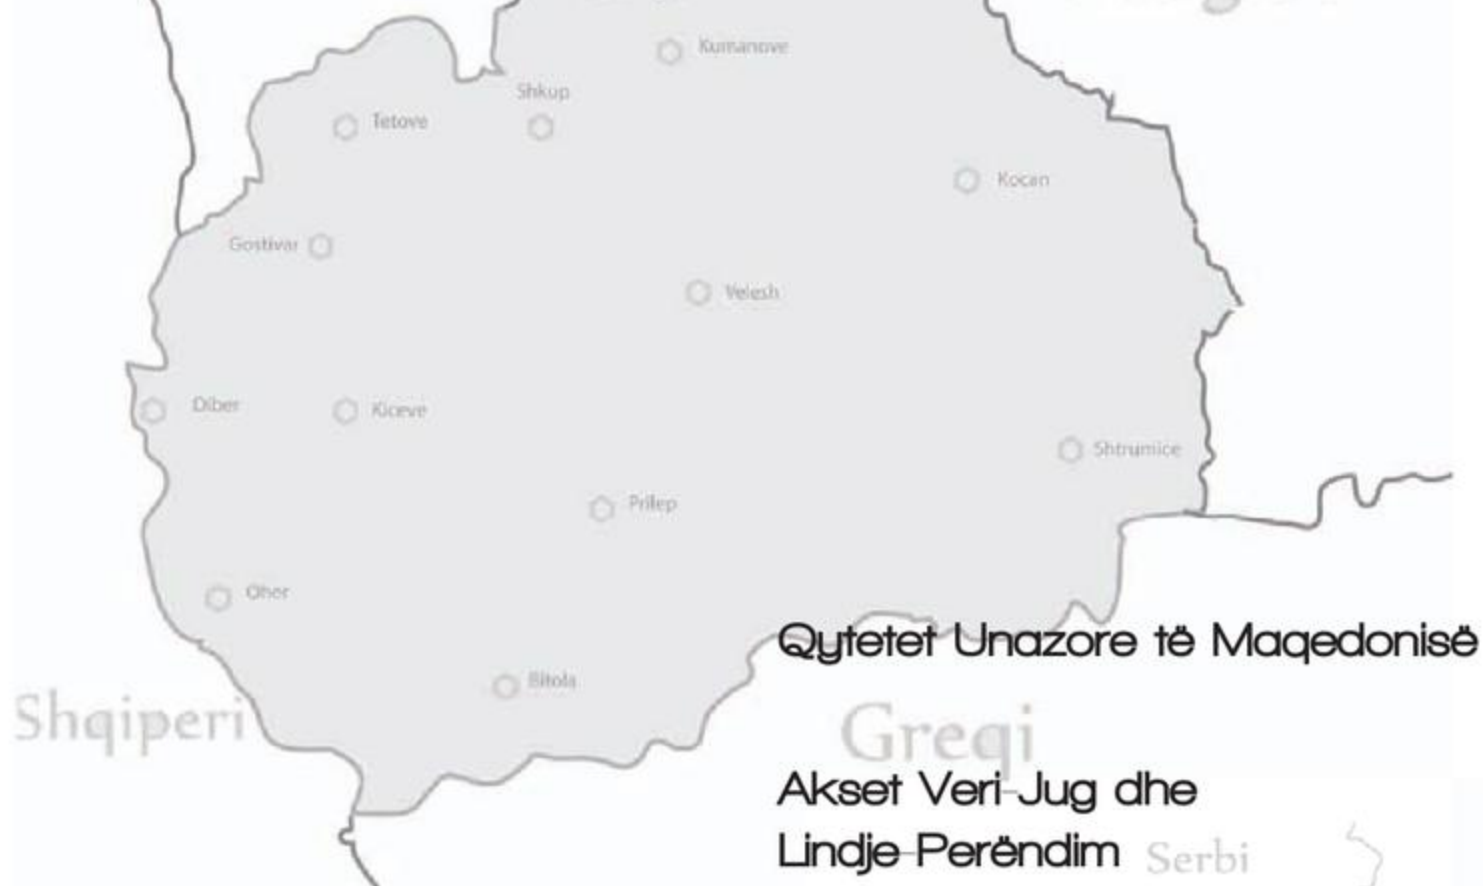 Kumanove
Shkup
Tetove
Kocan
Gostivar
Velesh
Diber
Kiceve
Shtrumice
Prilep
Oher
Qytetet Unazore të Maqedonisë
Bitola
Shqiperi
Greqi
Akset Veri-Jug dhe
Lindje-Perëndim
Serbi